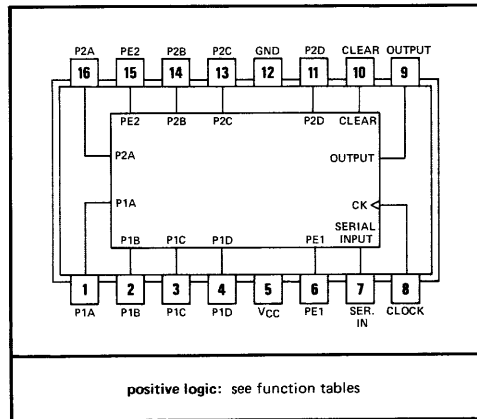 P2A PE2 P2B P2C GND P2D CLEAR OUTPUT
16 15 14 13 12 11 10 9
PE2 P2B P2C P2D CLEAR
P2A
OUTPUT
P1A
CK
SERIAL
P1B P1C P1D PE1 INPUT
1 2 3 4 5 6 7 8
P1A P1B P1C P1D VCC PE1 SER. CLOCK
IN
positive logic: see function tables